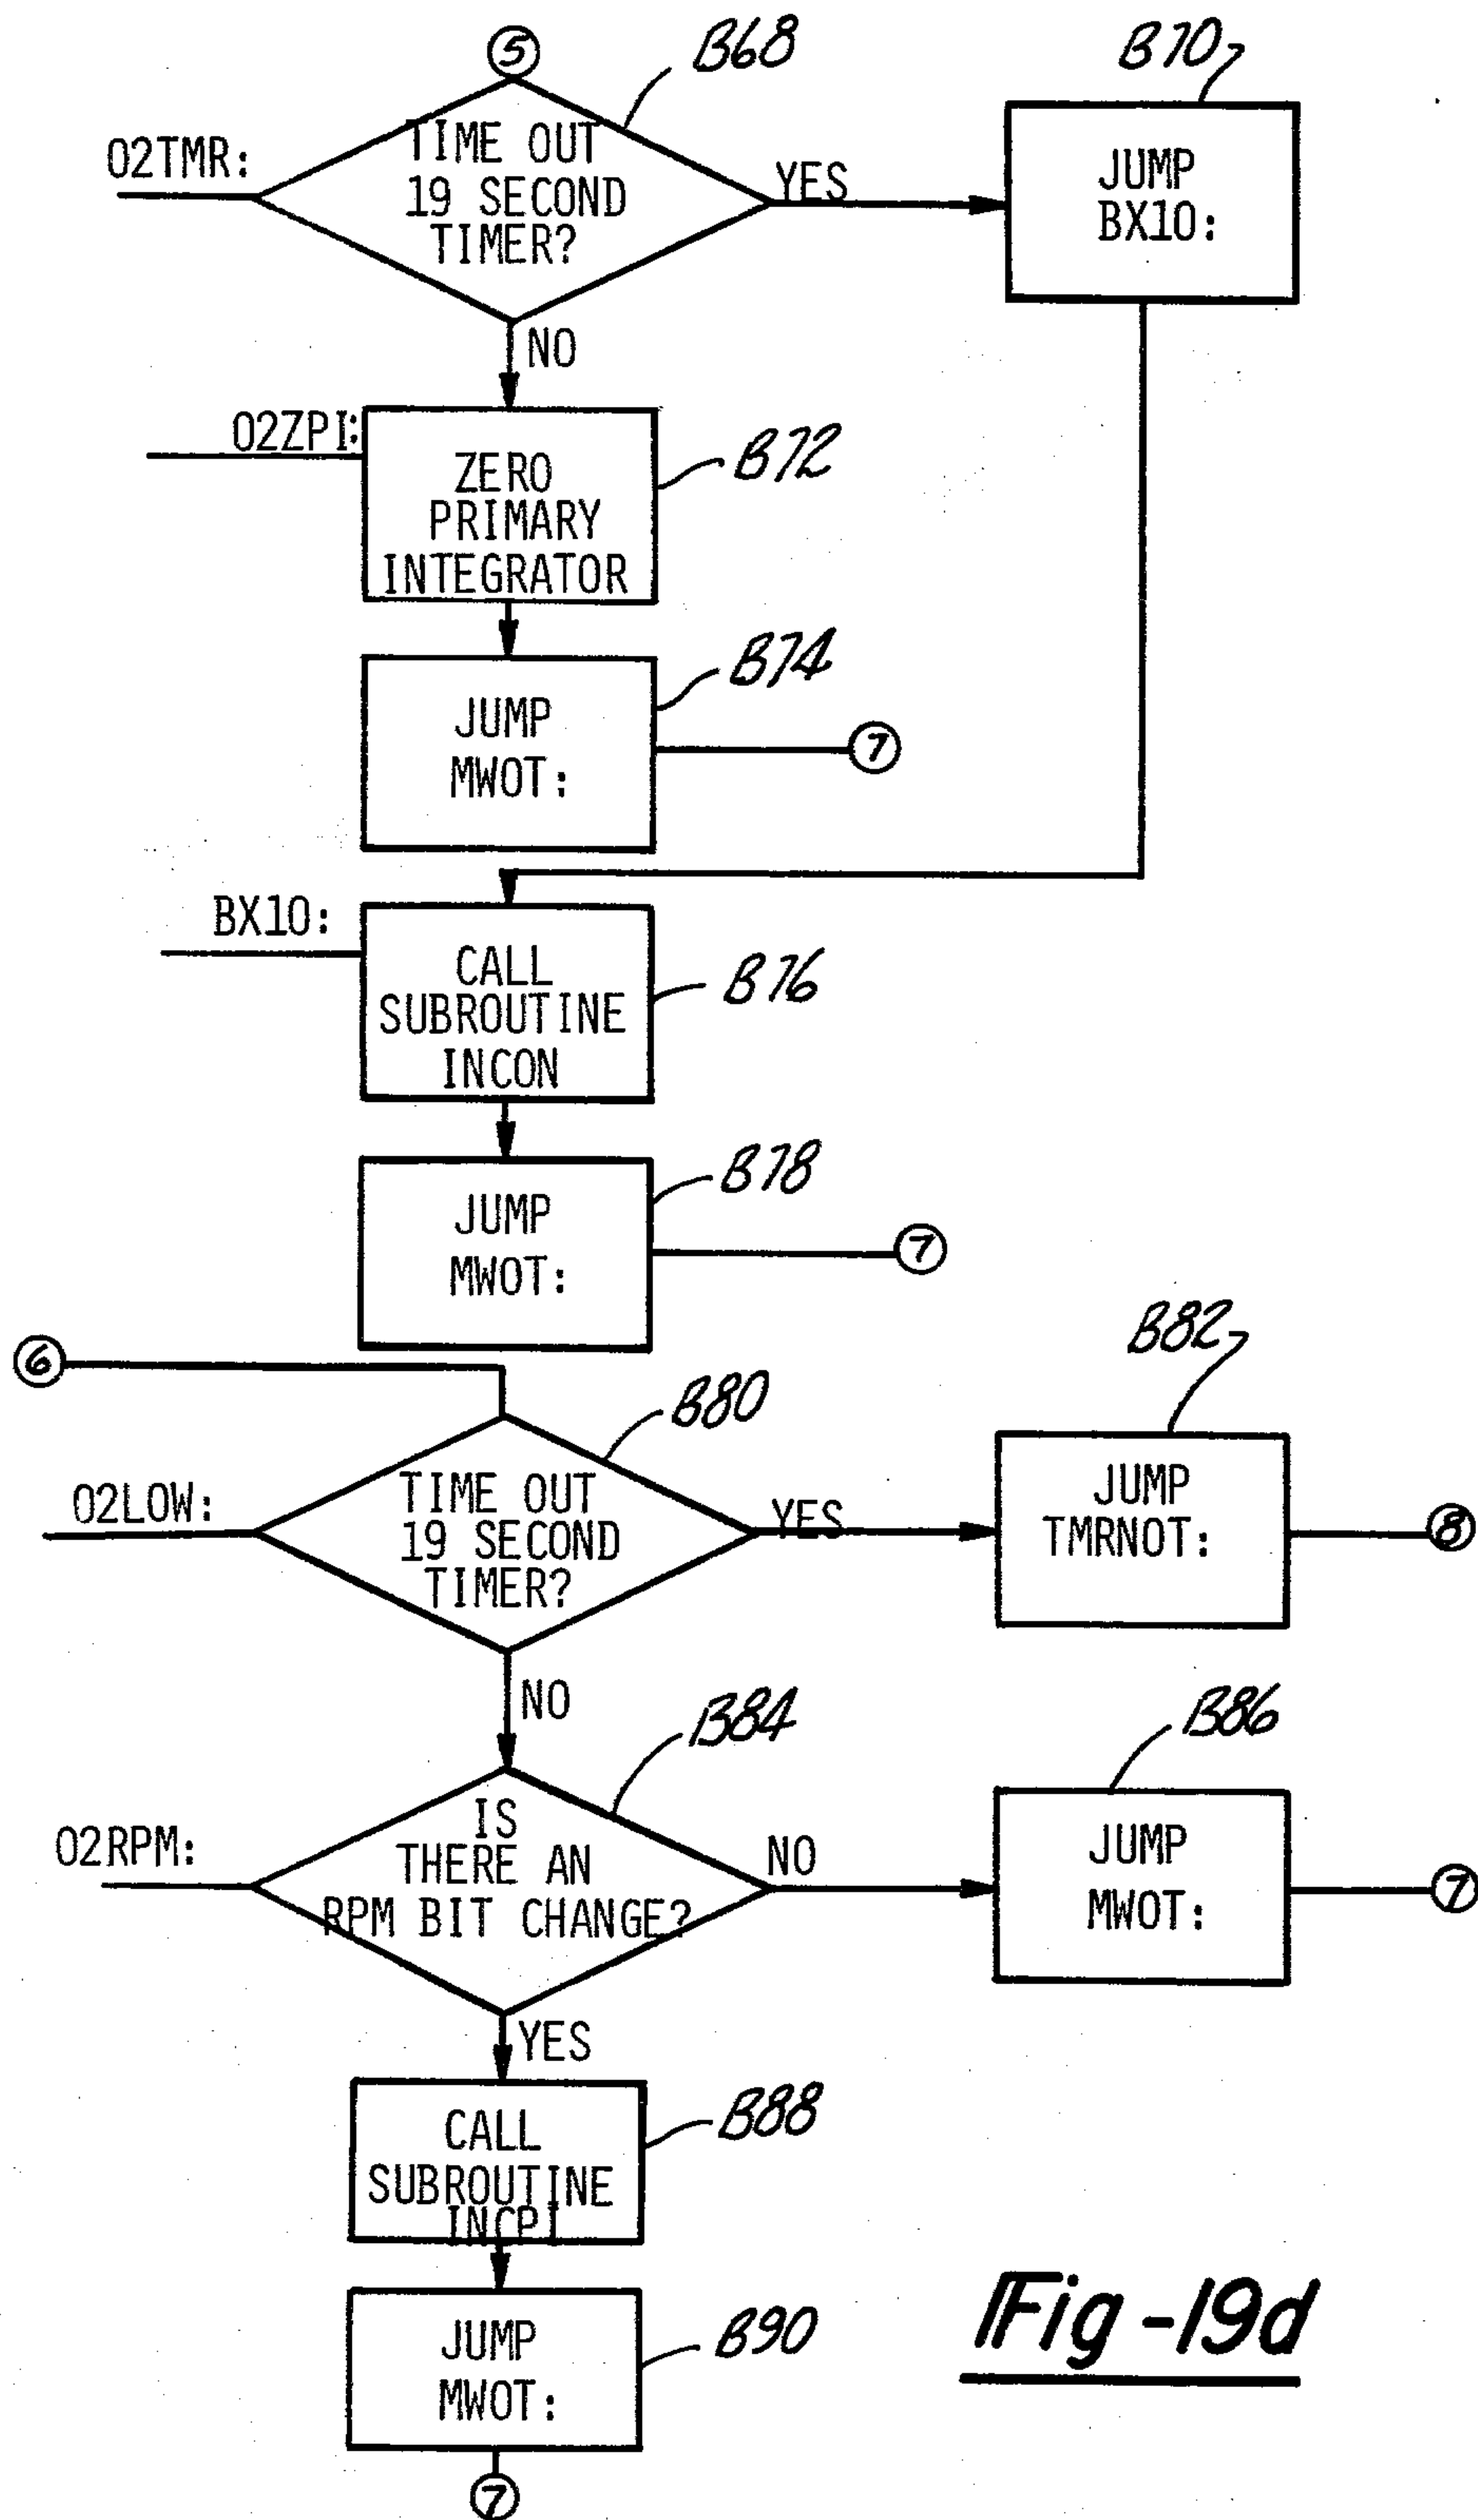 5
B68
B70
O2TMR:
TIME OUT
19 SECOND
TIMER?
YES
JUMP
BX10:
NO
O2ZPI:
ZERO
PRIMARY
INTEGRATOR
B72
JUMP
MWOT:
B74
7
BX10:
CALL
SUBROUTINE
INCON
B76
JUMP
MWOT:
B78
7
6
B80
B82
O2LOW:
TIME OUT
19 SECOND
TIMER?
YES
JUMP
TMRNOT:
8
NO
B84
B86
O2RPM:
IS
THERE AN
RPM BIT CHANGE?
NO
JUMP
MWOT:
7
YES
CALL
SUBROUTINE
INCPI
B88
JUMP
MWOT:
B90
7
Fig-19d